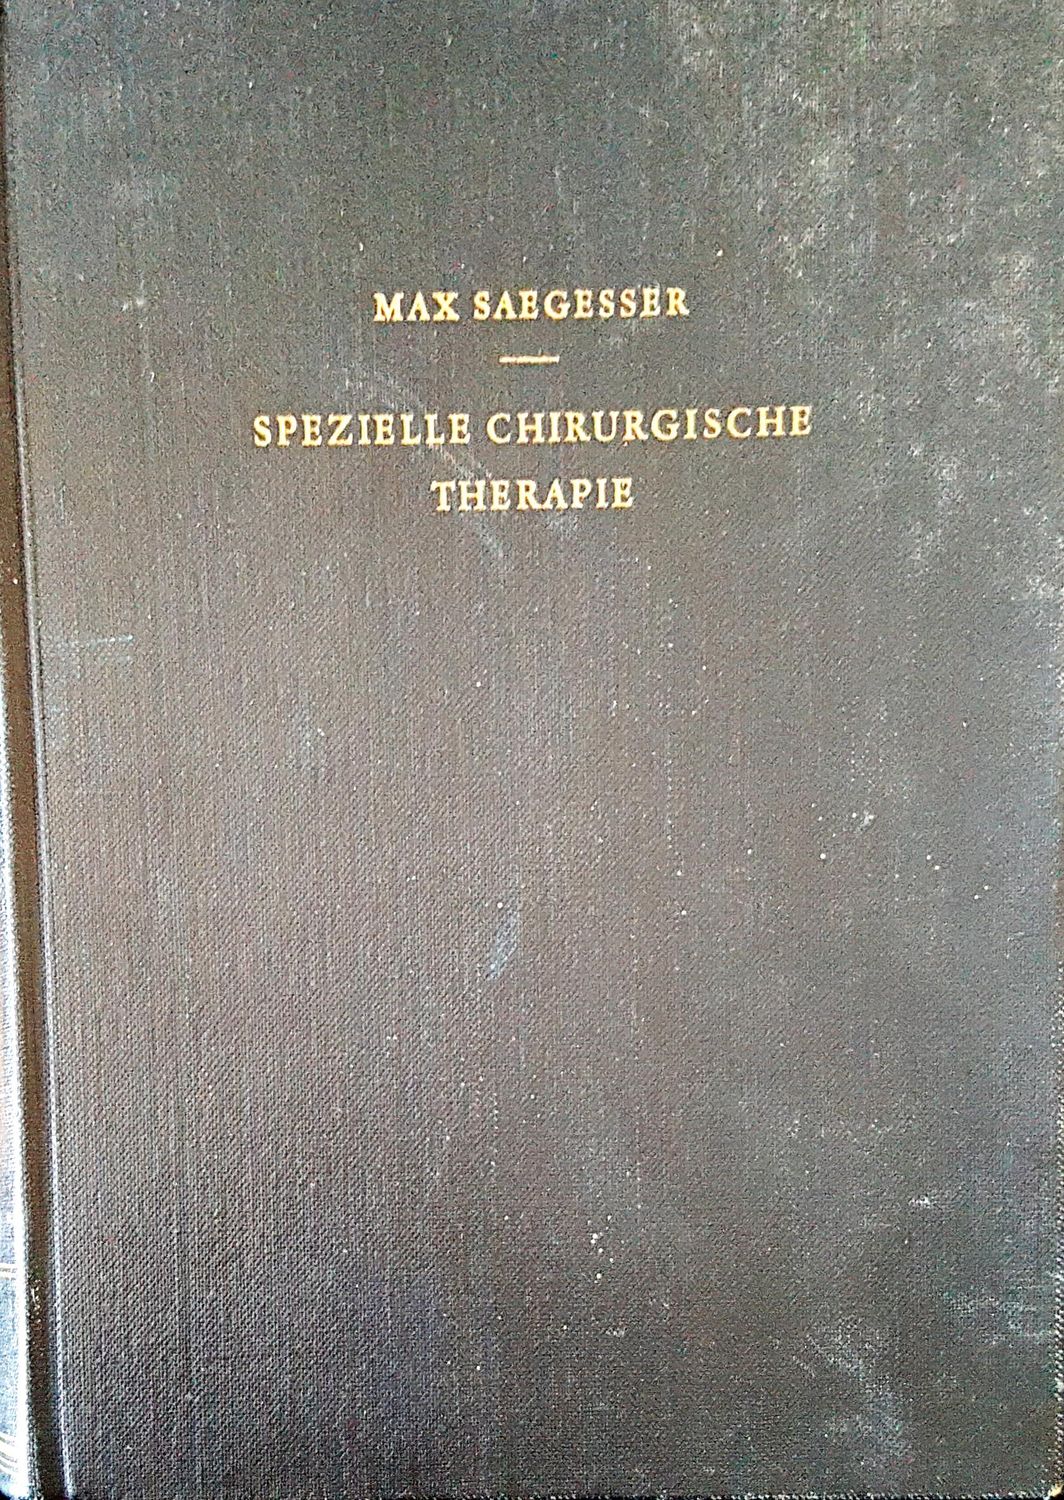 MAX SAEGESSER
SPEZIELLE CHIRURGISCHE
THERAPIE